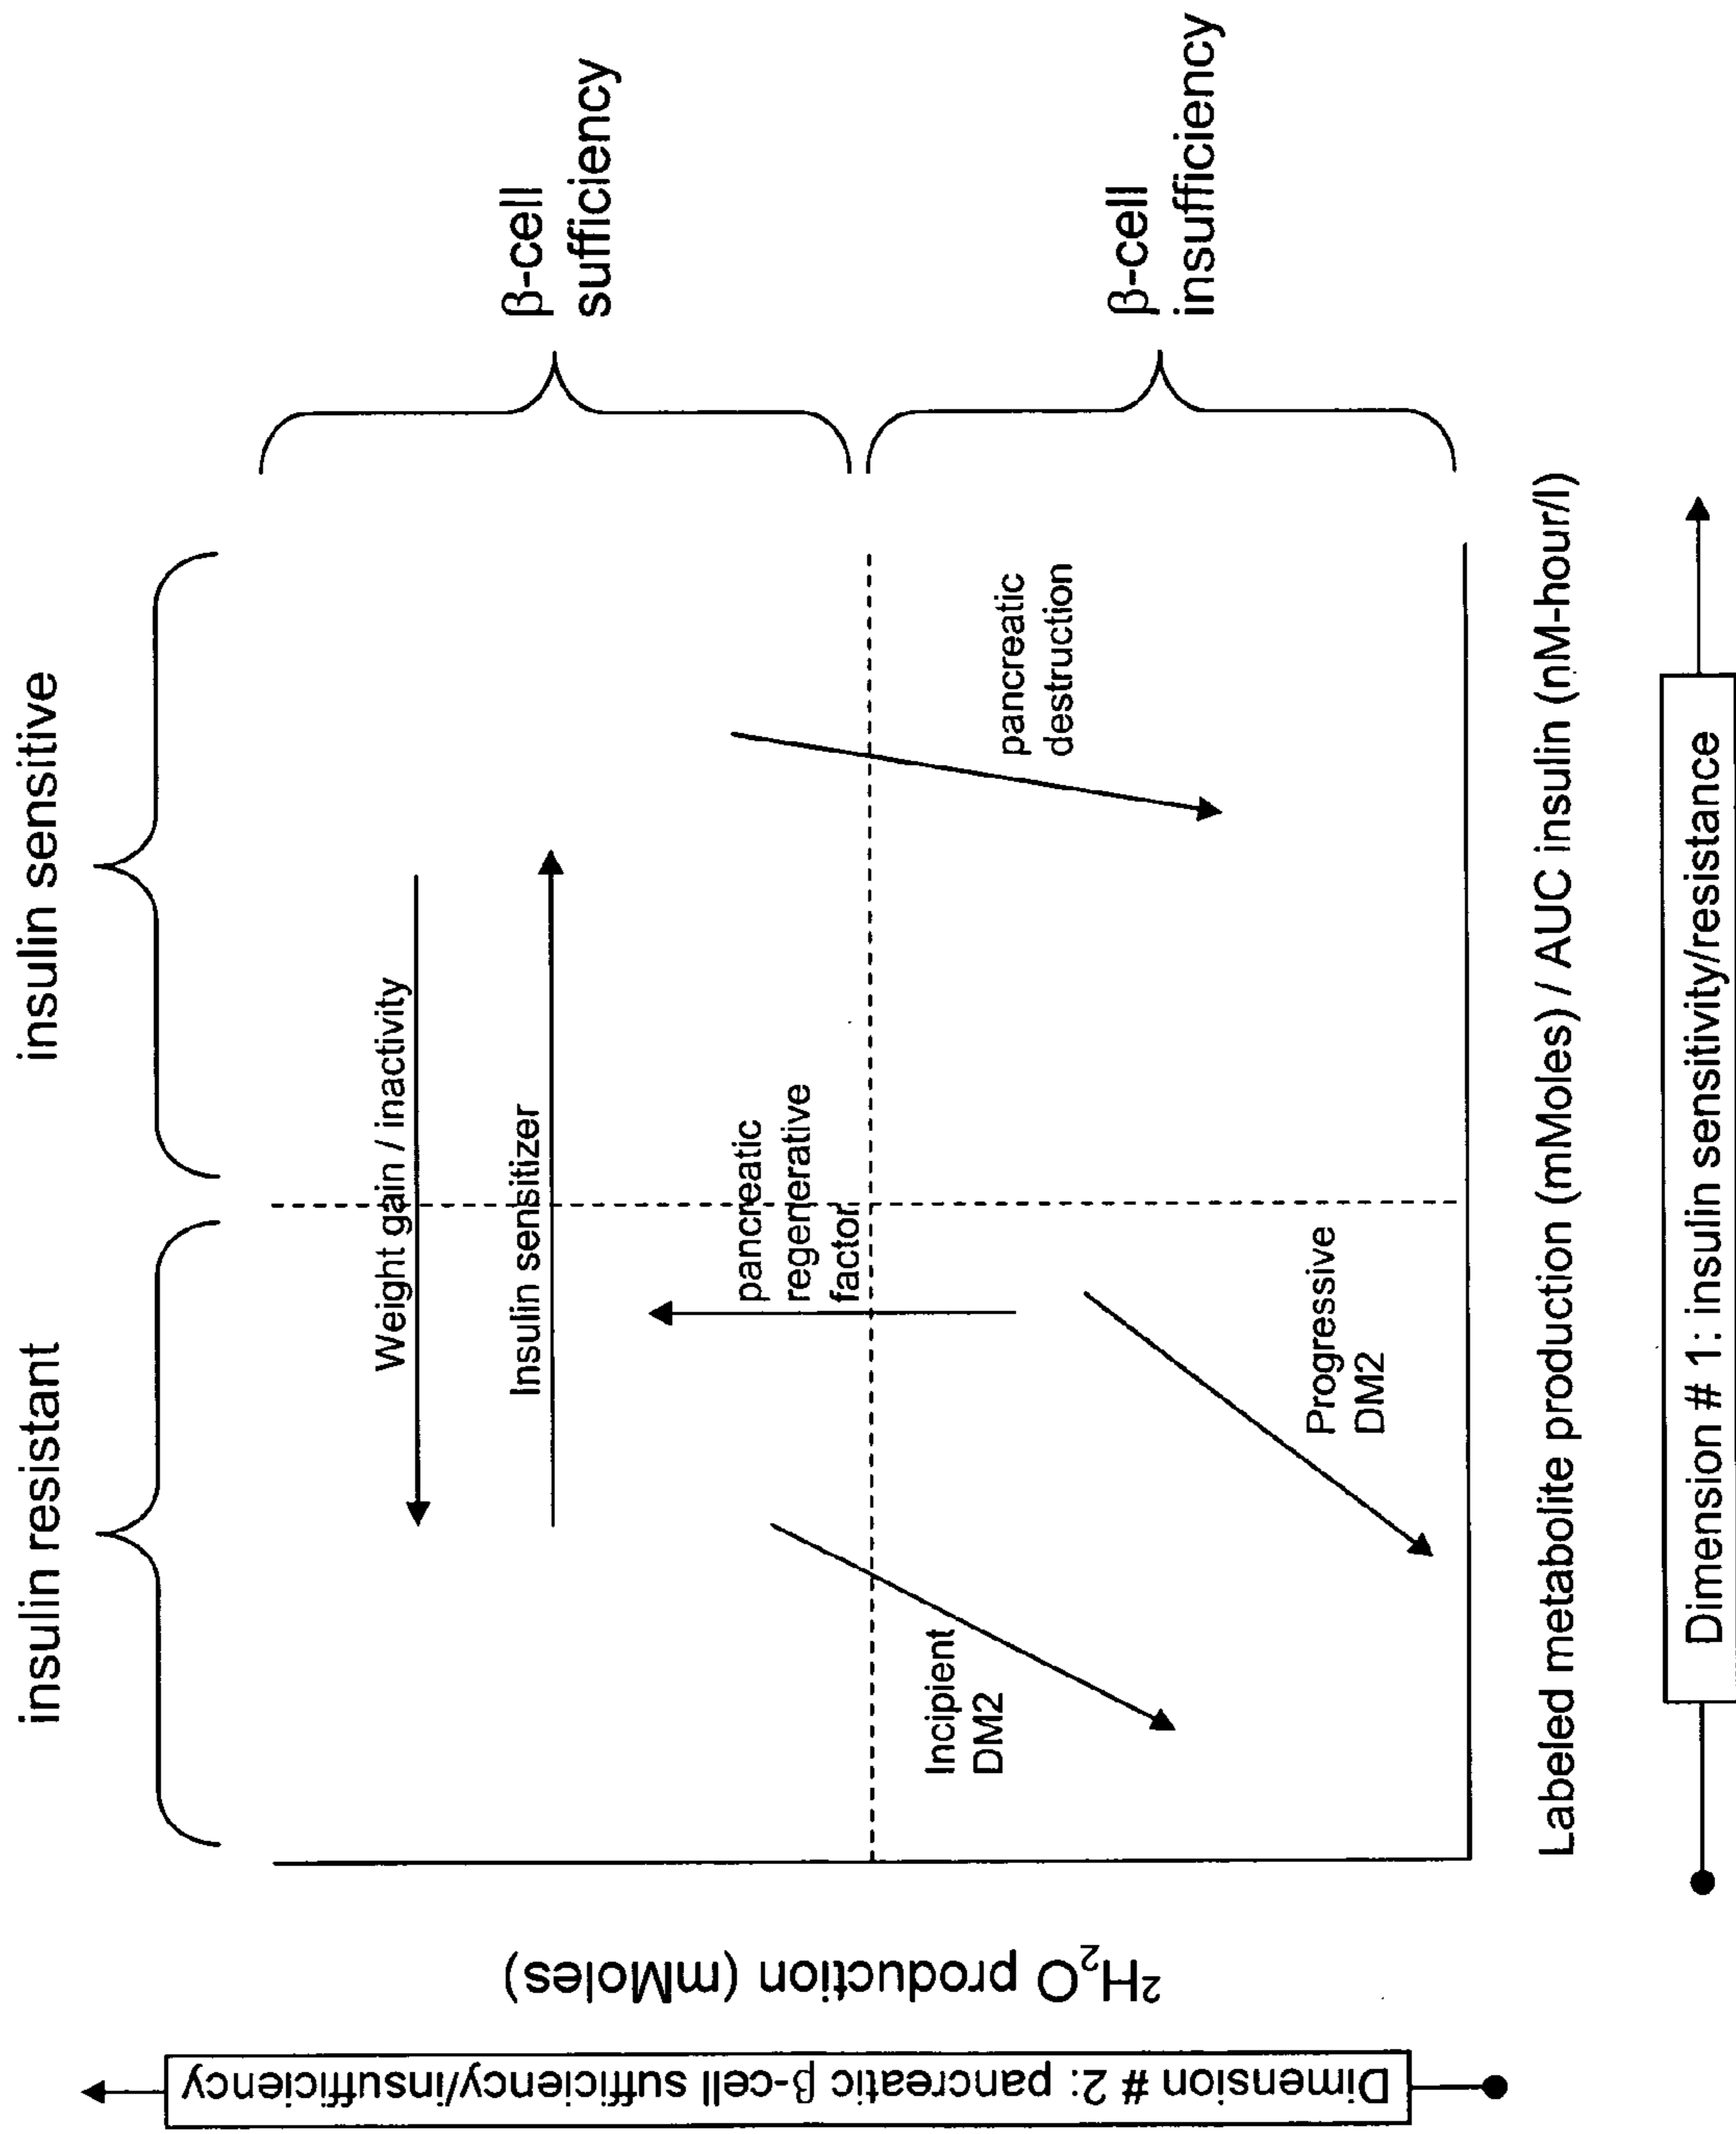 insulin resistant
insulin sensitive
Weight gain / inactivity
Insulin sensitizer
pancreatic
regenerative
factor
pancreatic
destruction
Incipient
DM2
Progressive
DM2
β-cell
sufficiency
β-cell
insufficiency
²H₂O production (mMoles)
Dimension # 2: pancreatic β-cell sufficiency/insufficiency
Labeled metabolite production (mMoles) / AUC insulin (nM-hour/l)
Dimension # 1: insulin sensitivity/resistance